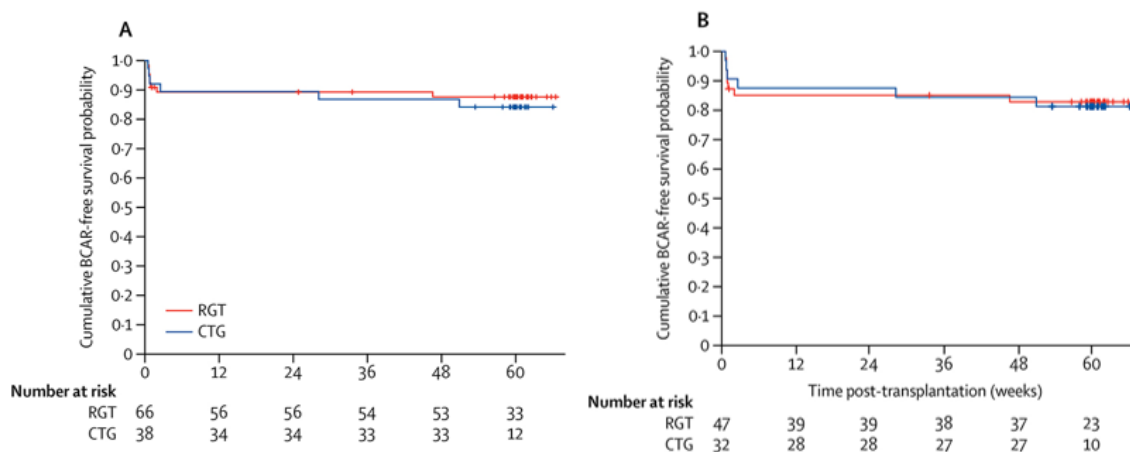 A
Cumulative BCAR-free survival probability
1·0
0·9
0·8
0·7
0·6
0·5
0·4
0·3
0·2
0·1
0
RGT
CTG
0 12 24 36 48 60
Number at risk
RGT 66 56 56 54 53 33
CTG 38 34 34 33 33 12
B
Cumulative BCAR-free survival probability
1·0
0·9
0·8
0·7
0·6
0·5
0·4
0·3
0·2
0·1
0
0 12 24 36 48 60
Time post-transplantation (weeks)
Number at risk
RGT 47 39 39 38 37 23
CTG 32 28 28 27 27 10